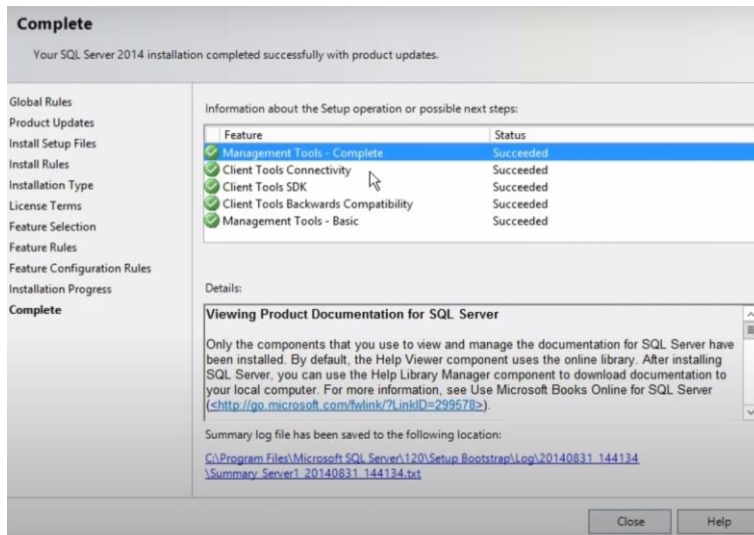 Complete
Your SQL Server 2014 installation completed successfully with product updates.
Global Rules
Product Updates
Install Setup Files
Install Rules
Installation Type
License Terms
Feature Selection
Feature Rules
Feature Configuration Rules
Installation Progress
Complete
Information about the Setup operation or possible next steps:
Feature Status
Management Tools - Complete Succeeded
Client Tools Connectivity Succeeded
Client Tools SDK Succeeded
Client Tools Backwards Compatibility Succeeded
Management Tools - Basic Succeeded
Details:
Viewing Product Documentation for SQL Server
Only the components that you use to view and manage the documentation for SQL Server have
been installed. By default, the Help Viewer component uses the online library. After installing
SQL Server, you can use the Help Library Manager component to download documentation to
your local computer. For more information, see Use Microsoft Books Online for SQL Server
(<http://go.microsoft.com/fwlink/?LinkID=299578>).
Summary log file has been saved to the following location:
C:\Program Files\Microsoft SQL Server\120\Setup Bootstrap\Log\20140831_144134
\Summary_Server1_20140831_144134.txt
Close Help